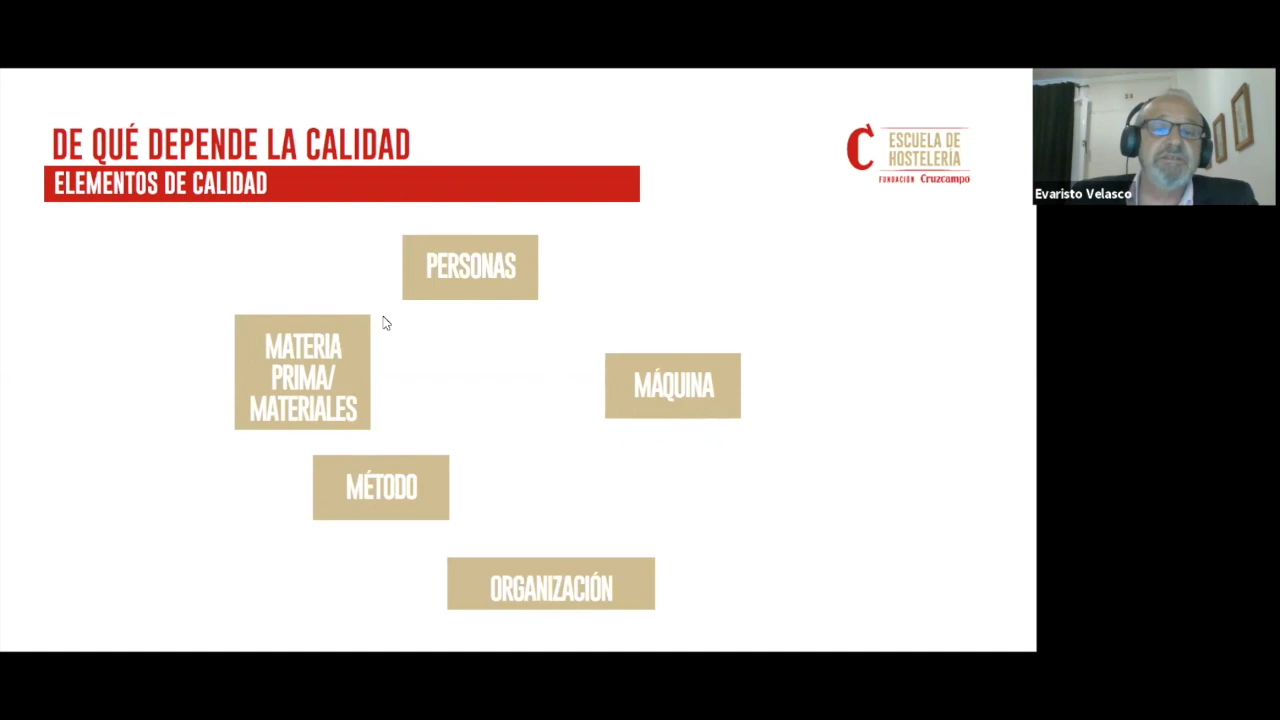 DE QUÉ DEPENDE LA CALIDAD
ELEMENTOS DE CALIDAD
ESCUELA DE
HOSTELERÍA
FUNDACIÓN Cruzcampo
Evaristo Velasco
PERSONAS
MATERIA
PRIMA/
MATERIALES
MÁQUINA
MÉTODO
ORGANIZACIÓN